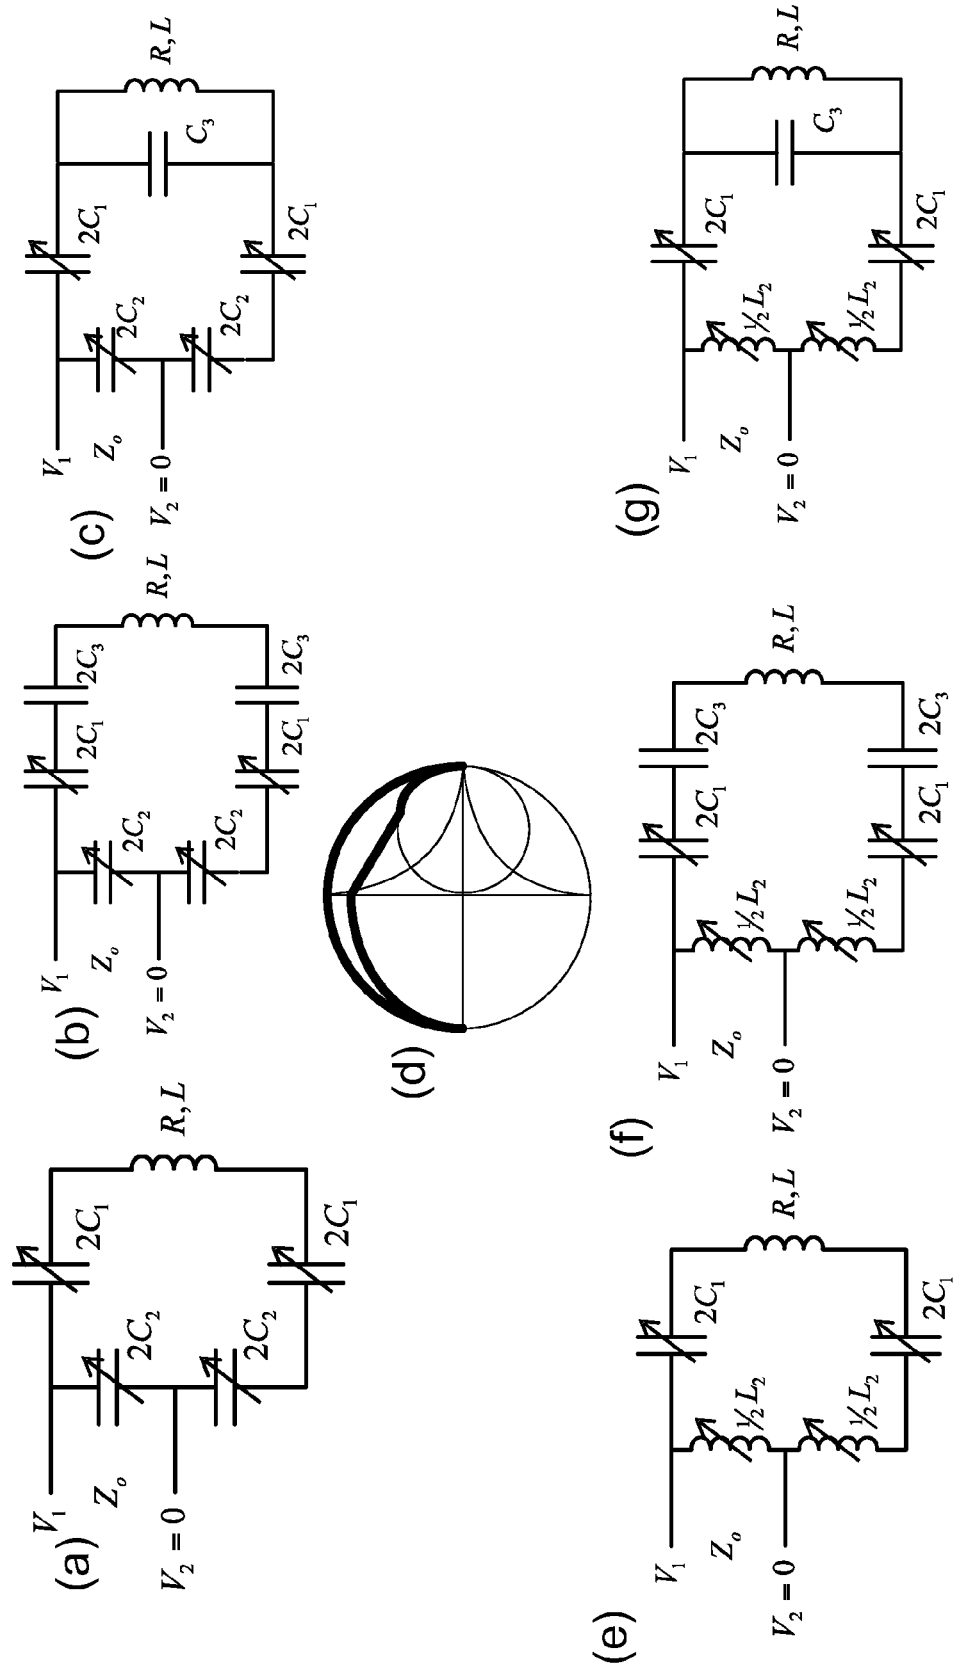 (a)
V₁
Zₒ
V₂ = 0
2C₂
2C₂
2C₁
2C₁
R,L
(b)
V₁
Zₒ
V₂ = 0
2C₂
2C₂
2C₁
2C₁
2C₃
2C₃
R,L
(c)
V₁
Zₒ
V₂ = 0
2C₂
2C₂
2C₁
2C₁
C₃
R,L
(d)
(e)
V₁
Zₒ
V₂ = 0
½L₂
½L₂
2C₁
2C₁
R,L
(f)
V₁
Zₒ
V₂ = 0
½L₂
½L₂
2C₁
2C₁
2C₃
2C₃
R,L
(g)
V₁
Zₒ
V₂ = 0
½L₂
½L₂
2C₁
2C₁
C₃
R,L